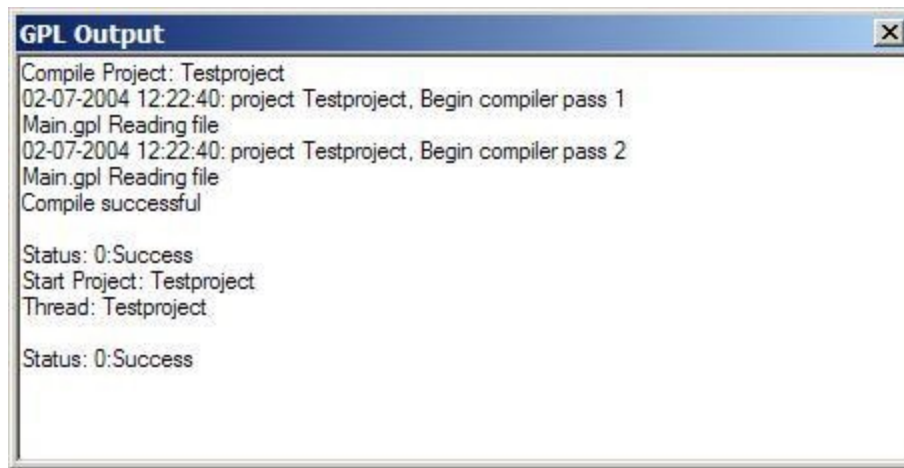 GPL Output
Compile Project: Testproject
02-07-2004 12:22:40: project Testproject, Begin compiler pass 1
Main.gpl Reading file
02-07-2004 12:22:40: project Testproject, Begin compiler pass 2
Main.gpl Reading file
Compile successful
Status: 0:Success
Start Project: Testproject
Thread: Testproject
Status: 0:Success